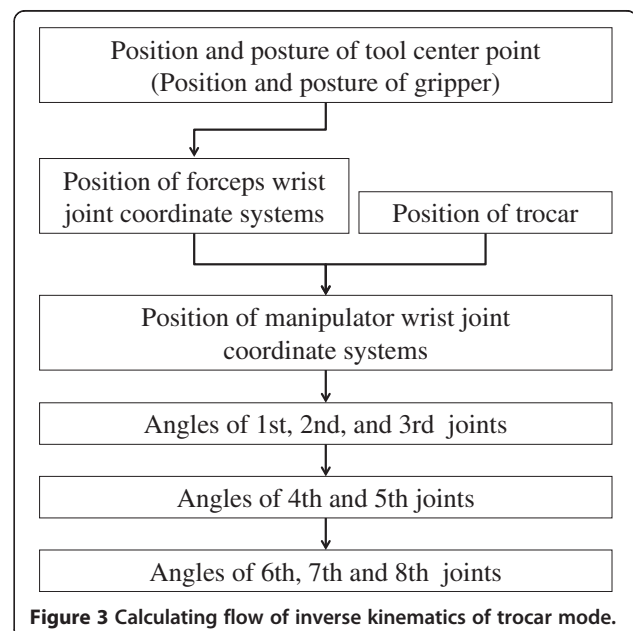 Position and posture of tool center point
(Position and posture of gripper)
Position of forceps wrist
joint coordinate systems
Position of trocar
Position of manipulator wrist joint
coordinate systems
Angles of 1st, 2nd, and 3rd joints
Angles of 4th and 5th joints
Angles of 6th, 7th and 8th joints
Figure 3 Calculating flow of inverse kinematics of trocar mode.